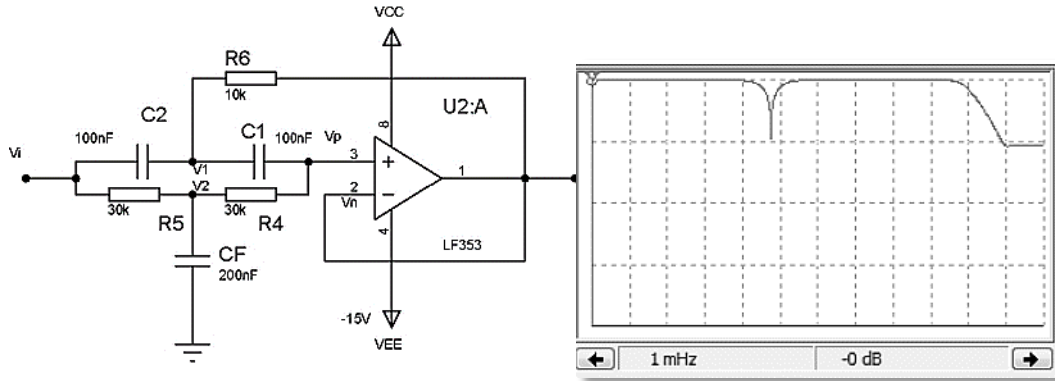 VCC
R6
10k
U2:A
8
C2
C1
100nF
100nF
Vp
Vi
V1
3
1
V2
2
Vn
30k
R5
30k
R4
4
LF353
CF
200nF
-15V
VEE
1 mHz
-0 dB